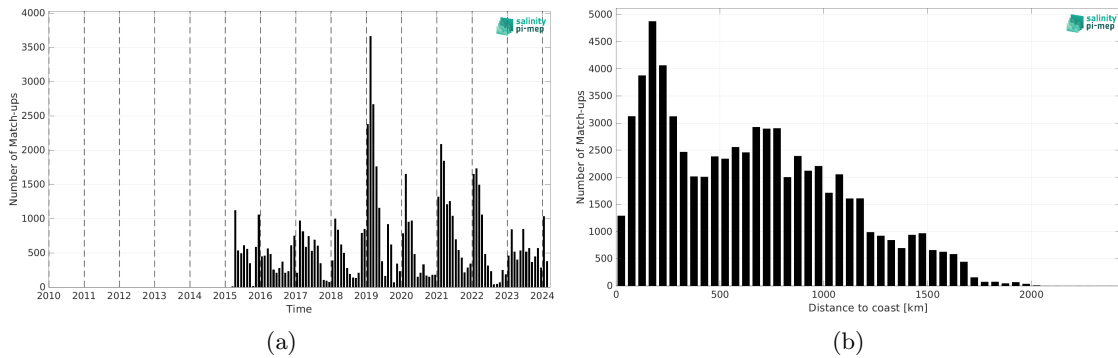 4000
3500
3000
2500
2000
1500
1000
500
0
Number of Match-ups
2010 2011 2012 2013 2014 2015 2016 2017 2018 2019 2020 2021 2022 2023 2024
Time
salinity
pi-mep
(a)
5000
4500
4000
3500
3000
2500
2000
1500
1000
500
0
Number of Match-ups
0 500 1000 1500 2000
Distance to coast [km]
salinity
pi-mep
(b)